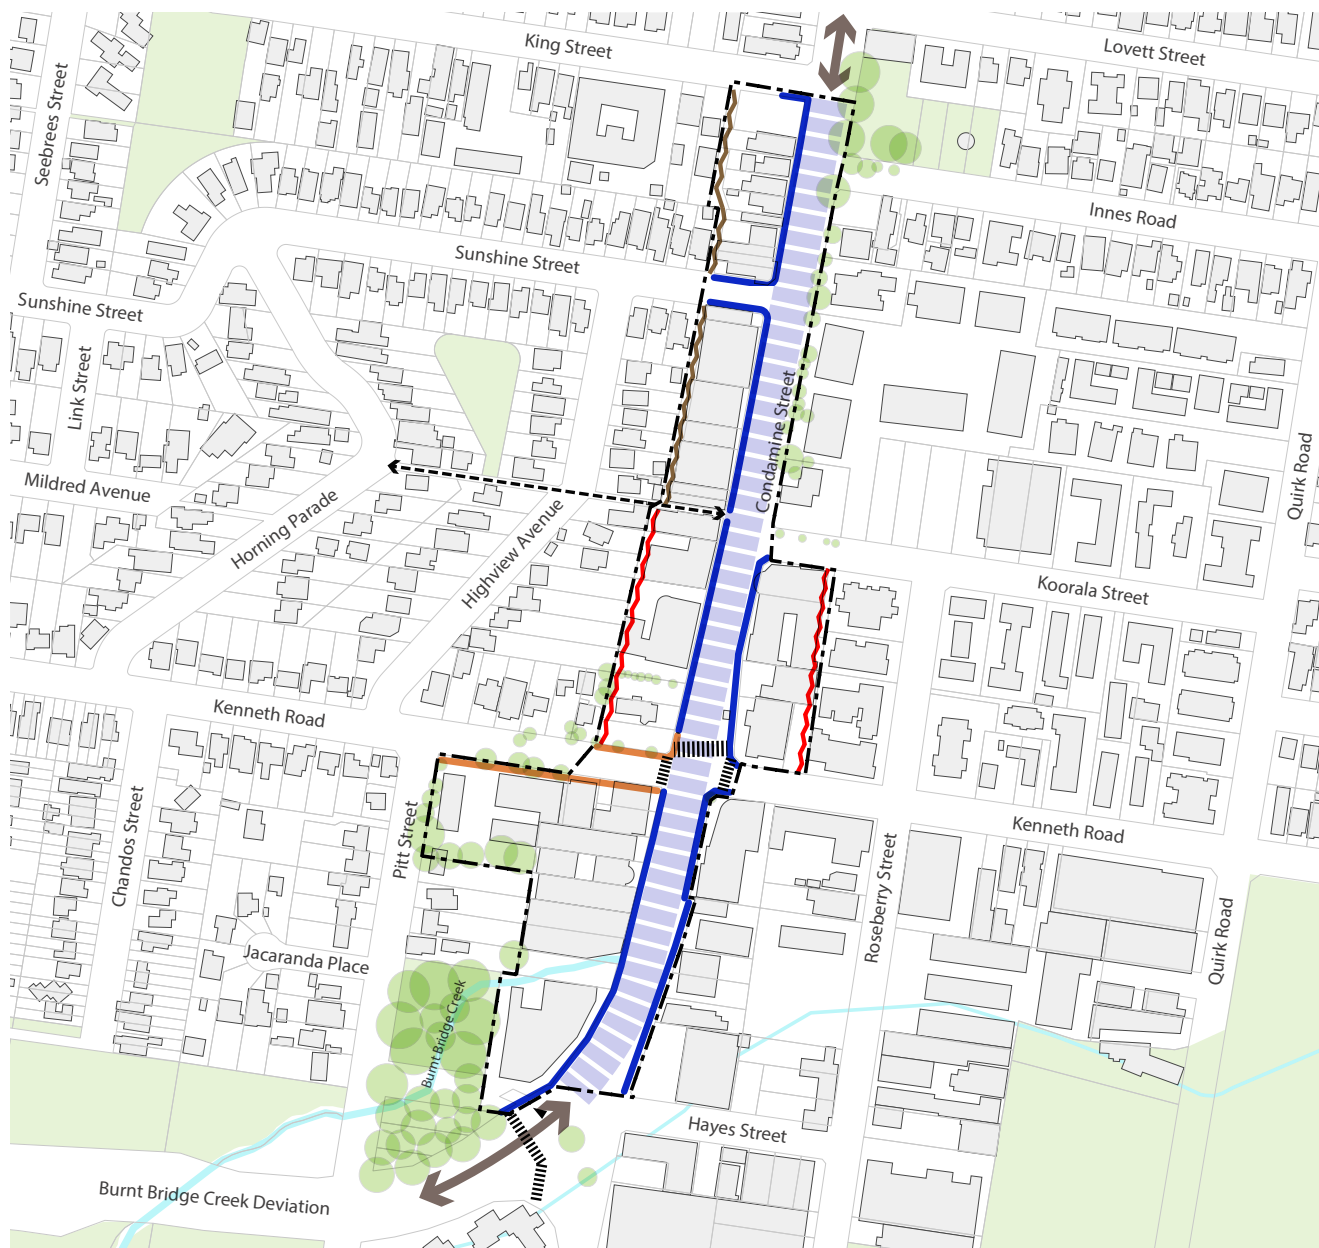 King Street
Lovett Street
Seebrees Street
Innes Road
Sunshine Street
Sunshine Street
Link Street
Condamine Street
Quirk Road
Mildred Avenue
Horning Parade
Highview Avenue
Koorala Street
Kenneth Road
Chandos Street
Pitt Street
Kenneth Road
Roseberry Street
Quirk Road
Jacaranda Place
Burnt Bridge Creek
Hayes Street
Burnt Bridge Creek Deviation